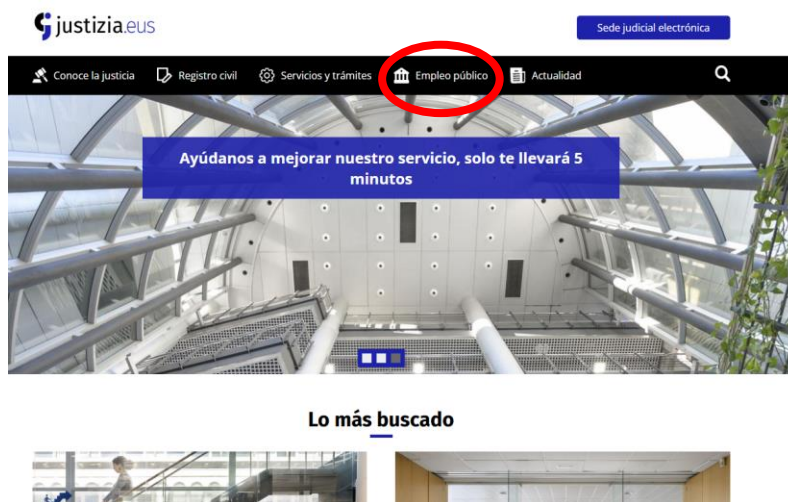 justizia.eus
Sede judicial electrónica
Conoce la justicia Registro civil Servicios y trámites Empleo público Actualidad
Ayúdanos a mejorar nuestro servicio, solo te llevará 5
minutos
Lo más buscado